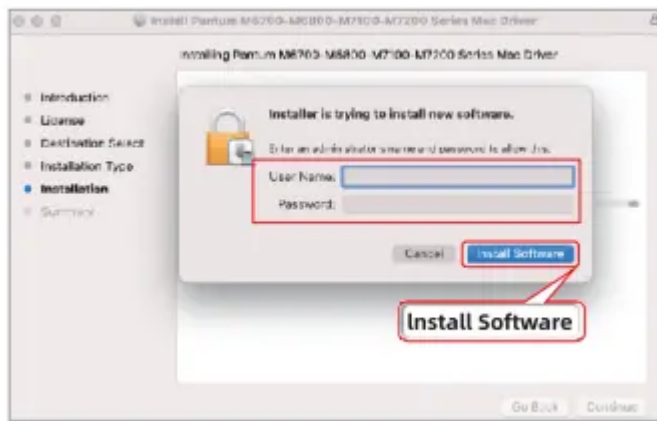 Install Pantum M6700-M6800-M7100-M7200 Series Mac Driver
Installing Pantum M6700-M6800-M7100-M7200 Series Mac Driver
Introduction
License
Destination Select
Installation Type
Installation
Summary
Installer is trying to install new software.
Enter an administrator's name and password to allow this.
User Name:
Password:
Cancel
Install Software
Install Software
Go Back
Continue